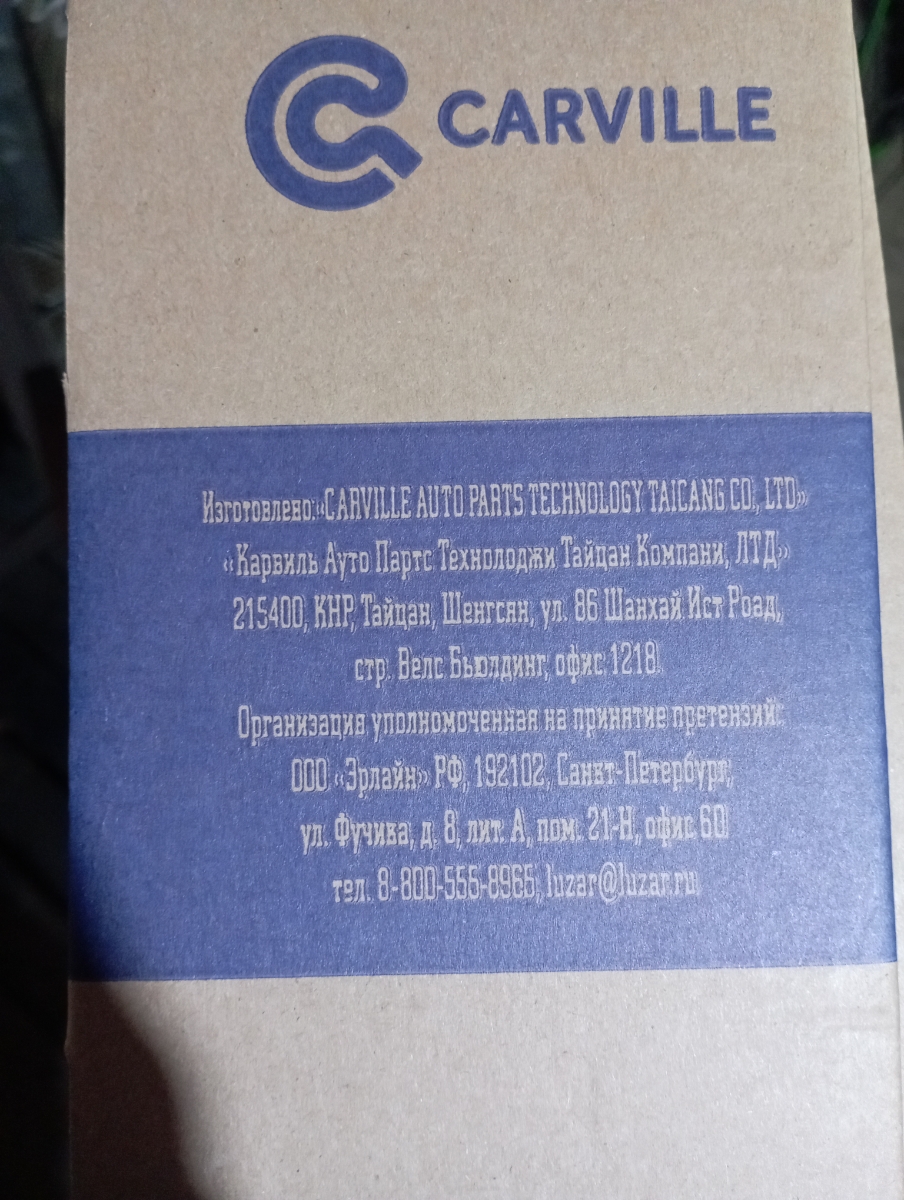 CARVILLE
Изготовлено:«CARVILLE AUTO PARTS TECHNOLOGY TAICANG CO., LTD»
«Карвиль Ауто Партс Технолоджи Тайцан Компани, ЛТД»
215400, КНР, Тайцан, Шенгсян, ул. 86 Шанхай Ист Роад,
стр. Велс Бьюлдинг, офис 1218.
Организация уполномоченная на принятие претензий:
ООО «Эрлайн» РФ, 192102, Санкт-Петербург,
ул. Фучика, д. 8, лит. А, пом. 21-Н, офис 601
тел. 8-800-555-8965, luzar@luzar.ru